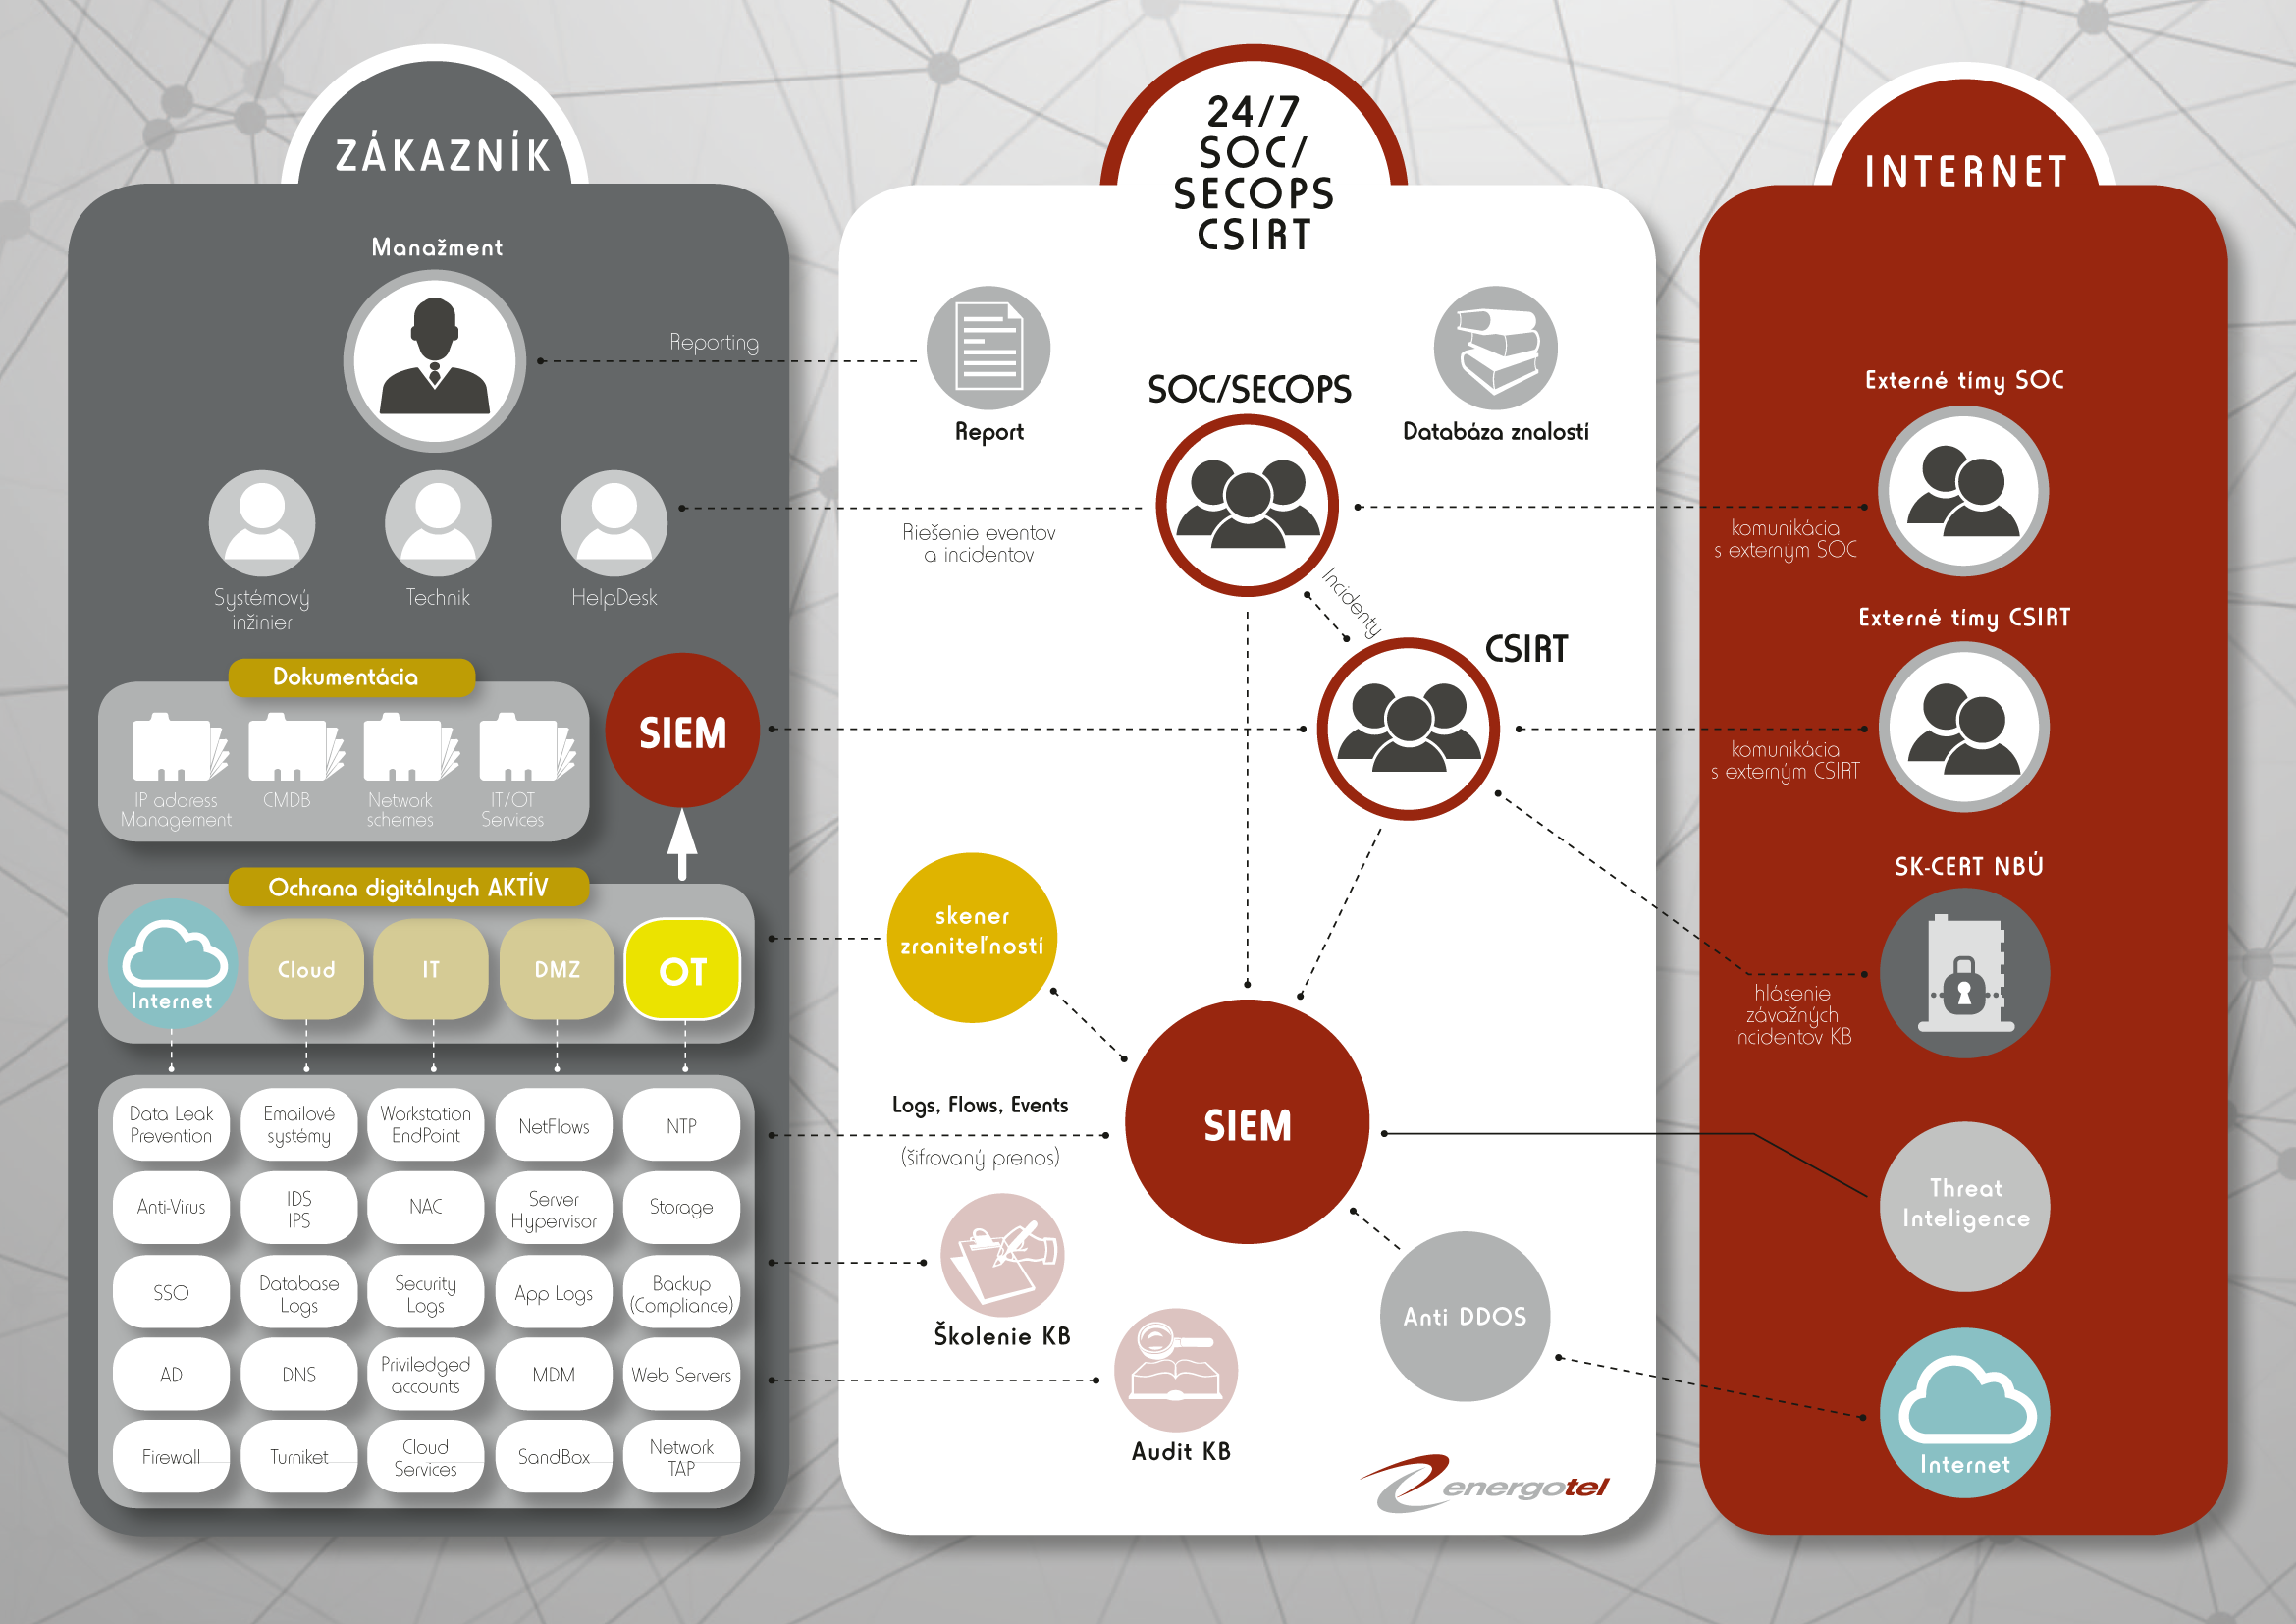 ZÁKAZNÍK
Manažment
Reporting
Systémový
inžinier
Technik
HelpDesk
Dokumentácia
IP address
Management
CMDB
Network
schemes
IT/OT
Services
SIEM
Ochrana digitálnych AKTÍV
Internet
Cloud
IT
DMZ
OT
Data Leak
Prevention
Emailové
systémy
Workstation
EndPoint
NetFlows
NTP
Anti-Virus
IDS
IPS
NAC
Server
Hypervisor
Storage
SSO
Database
Logs
Security
Logs
App Logs
Backup
(Compliance)
AD
DNS
Priviledged
accounts
MDM
Web Servers
Firewall
Turniket
Cloud
Services
SandBox
Network
TAP
24/7
SOC/
SECOPS
CSIRT
Report
SOC/SECOPS
Databáza znalostí
Riešenie eventov
a incidentov
Incidenty
CSIRT
skener
zraniteľností
Logs, Flows, Events
(šifrovaný prenos)
SIEM
Školenie KB
Audit KB
Anti DDOS
energotel
INTERNET
Externé tímy SOC
komunikácia
s externým SOC
Externé tímy CSIRT
komunikácia
s externým CSIRT
SK-CERT NBÚ
hlásenie
závažných
incidentov KB
Threat
Inteligence
Internet